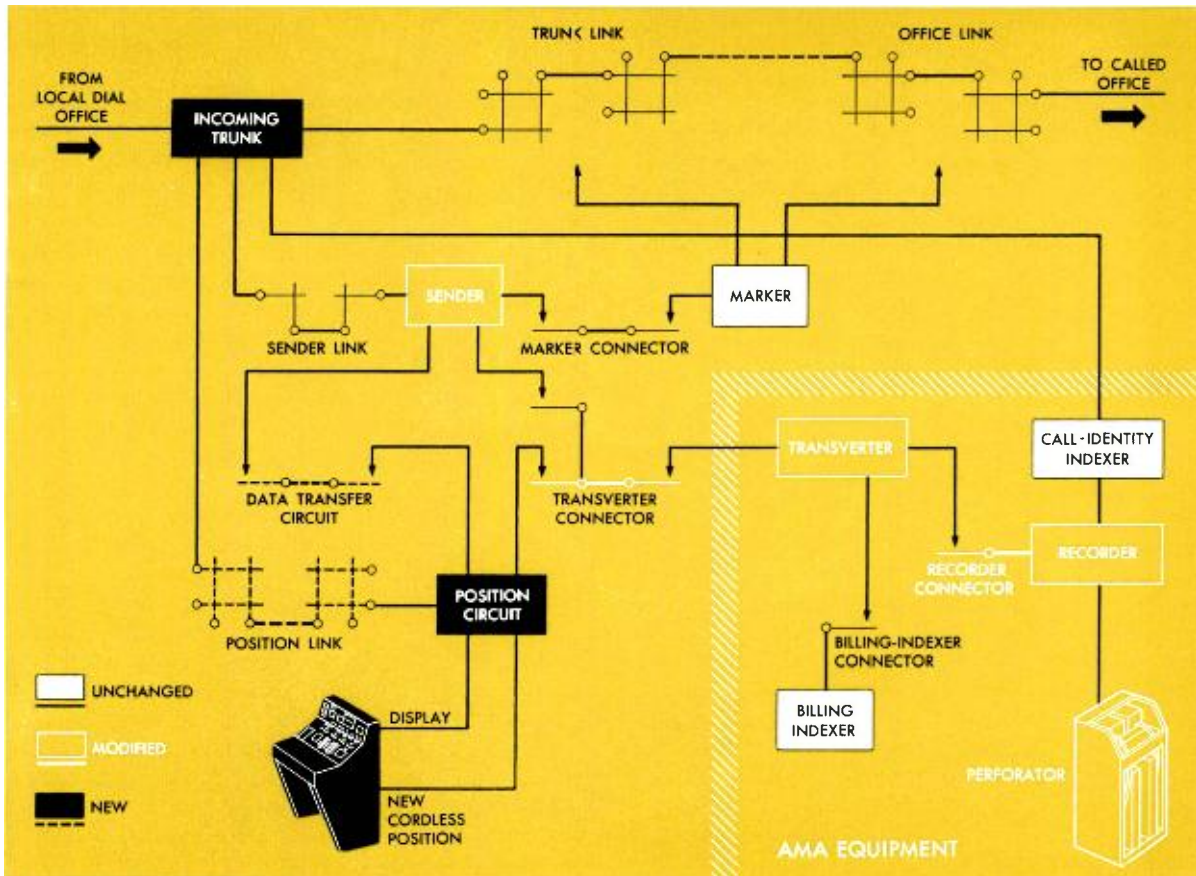 TRUNK LINK
OFFICE LINK
FROM
LOCAL DIAL
OFFICE
TO CALLED
OFFICE
INCOMING
TRUNK
SENDER
MARKER
SENDER LINK
MARKER CONNECTOR
TRANSVERTER
CALL-IDENTITY
INDEXER
DATA TRANSFER
CIRCUIT
TRANSVERTER
CONNECTOR
RECORDER
RECORDER
CONNECTOR
POSITION
CIRCUIT
POSITION LINK
BILLING-INDEXER
CONNECTOR
UNCHANGED
BILLING
INDEXER
DISPLAY
MODIFIED
PERFORATOR
NEW
NEW
CORDLESS
POSITION
AMA EQUIPMENT